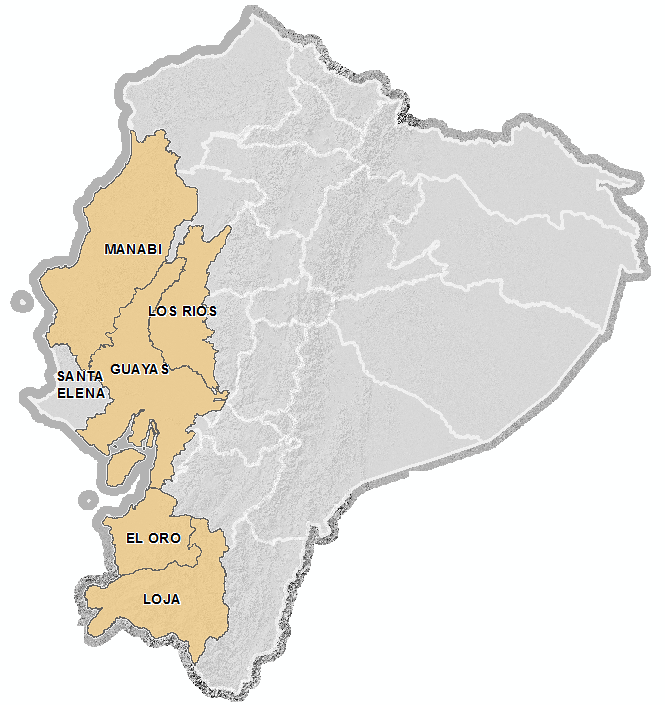 MANABI
LOS RIOS
GUAYAS
SANTA
ELENA
EL ORO
LOJA